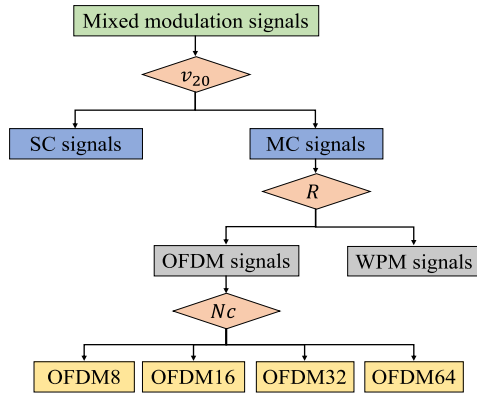 Mixed modulation signals
v₂₀
SC signals
MC signals
R
OFDM signals
WPM signals
Nc
OFDM8
OFDM16
OFDM32
OFDM64